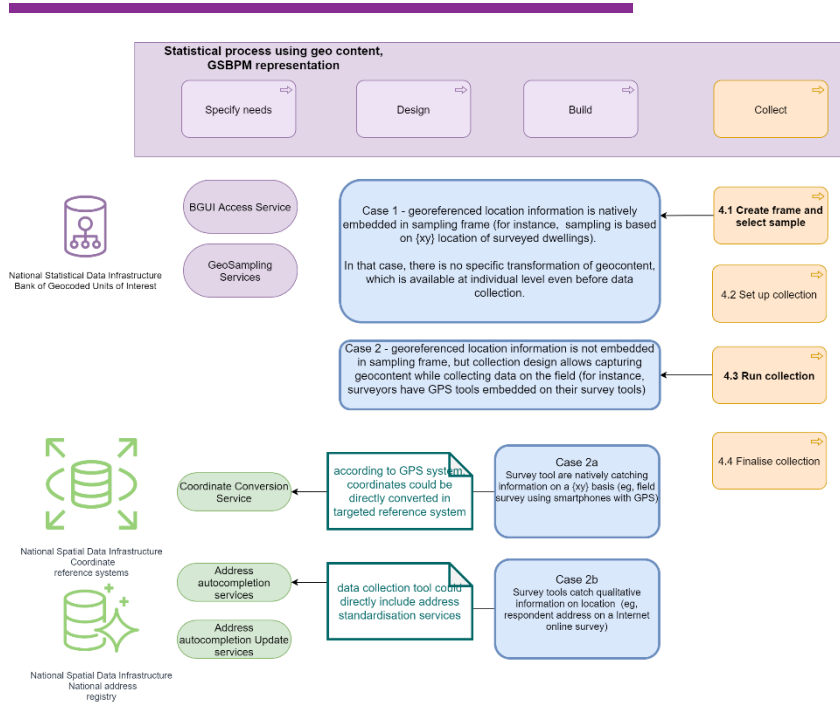 Statistical process using geo content,
GSBPM representation
Specify needs
Design
Build
Collect
BGUI Access Service
GeoSampling
Services
National Statistical Data Infrastructure
Bank of Geocoded Units of Interest
Case 1 - georeferenced location information is natively
embedded in sampling frame (for instance, sampling is based
on {xy} location of surveyed dwellings).
In that case, there is no specific transformation of geocontent,
which is available at individual level even before data
collection.
4.1 Create frame and
select sample
4.2 Set up collection
Case 2 - georeferenced location information is not embedded
in sampling frame, but collection design allows capturing
geocontent while collecting data on the field (for instance,
surveyors have GPS tools embedded on their survey tools)
4.3 Run collection
4.4 Finalise collection
Coordinate Conversion
Service
according to GPS system,
coordinates could be
directly converted in
targeted reference system
Case 2a
Survey tool are natively catching
information on a {xy} basis (eg, field
survey using smartphones with GPS)
National Spatial Data Infrastructure
Coordinate
reference systems
Address
autocompletion
services
data collection tool could
directly include address
standardisation services
Case 2b
Survey tools catch qualitative
information on location (eg,
respondent address on a Internet
online survey)
Address
autocompletion Update
services
National Spatial Data Infrastructure
National address
registry